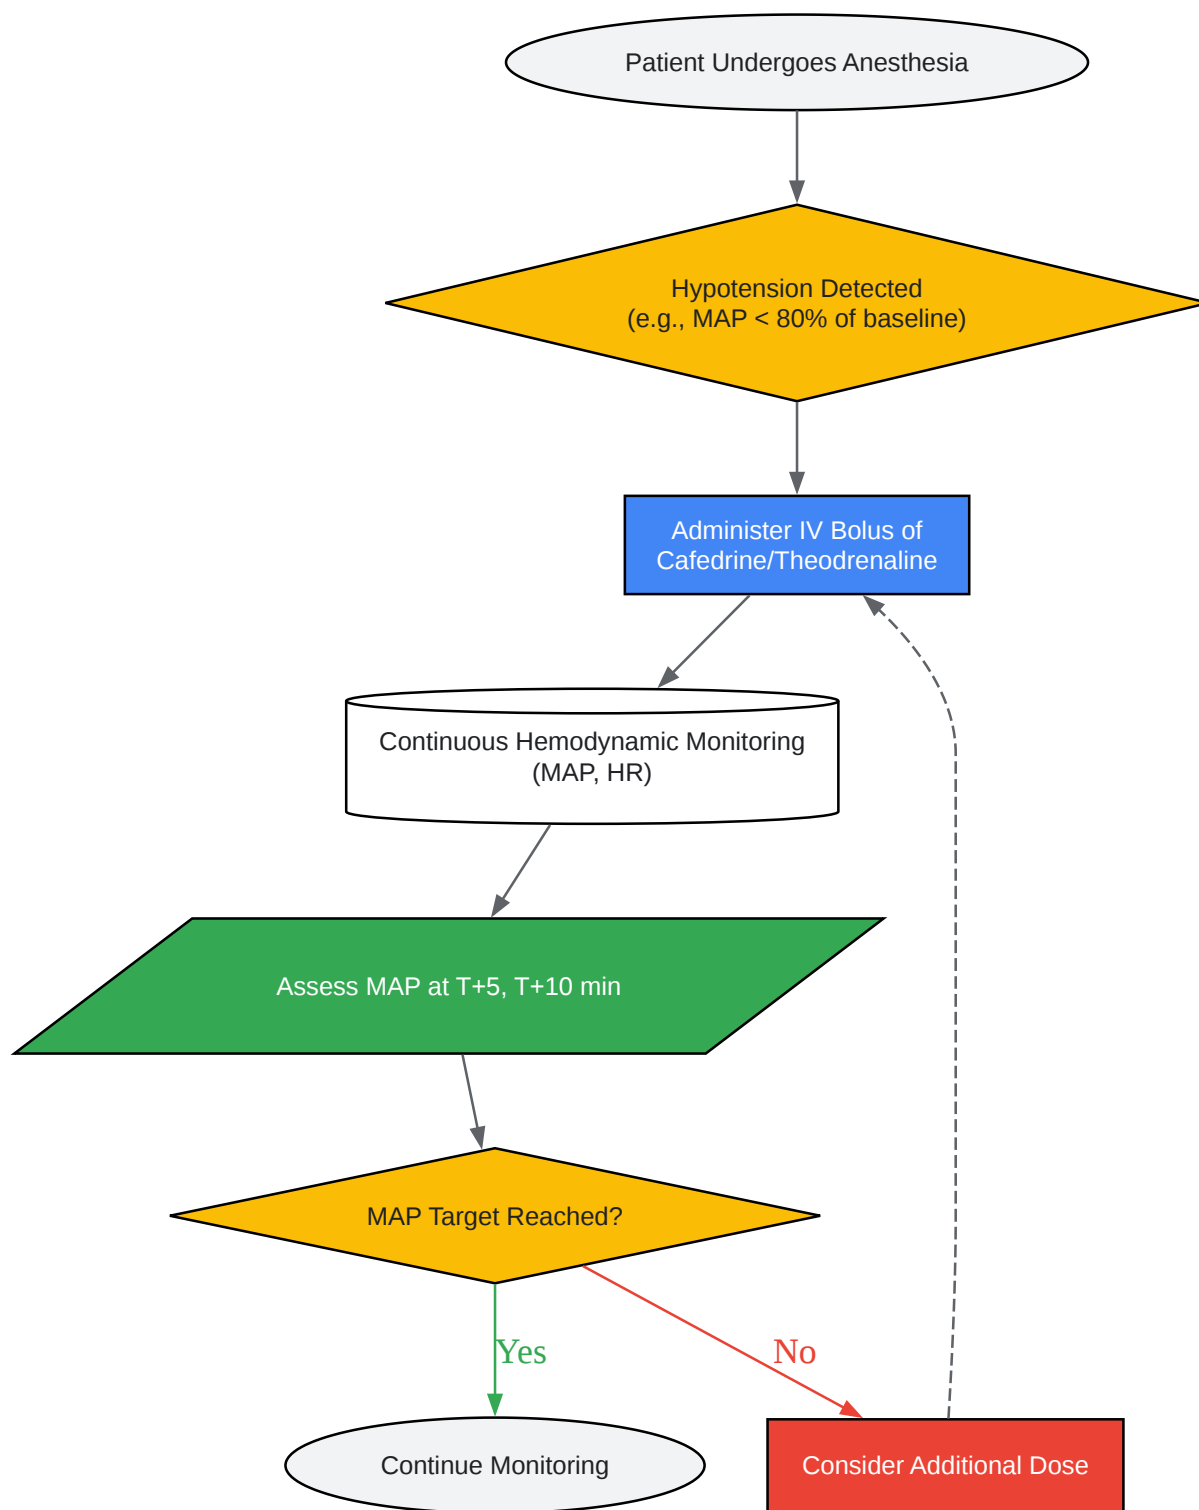 Patient Undergoes Anesthesia
Hypotension Detected
(e.g., MAP < 80% of baseline)
Administer IV Bolus of
Cafedrine/Theodrenaline
Continuous Hemodynamic Monitoring
(MAP, HR)
Assess MAP at T+5, T+10 min
MAP Target Reached?
Yes
No
Continue Monitoring
Consider Additional Dose